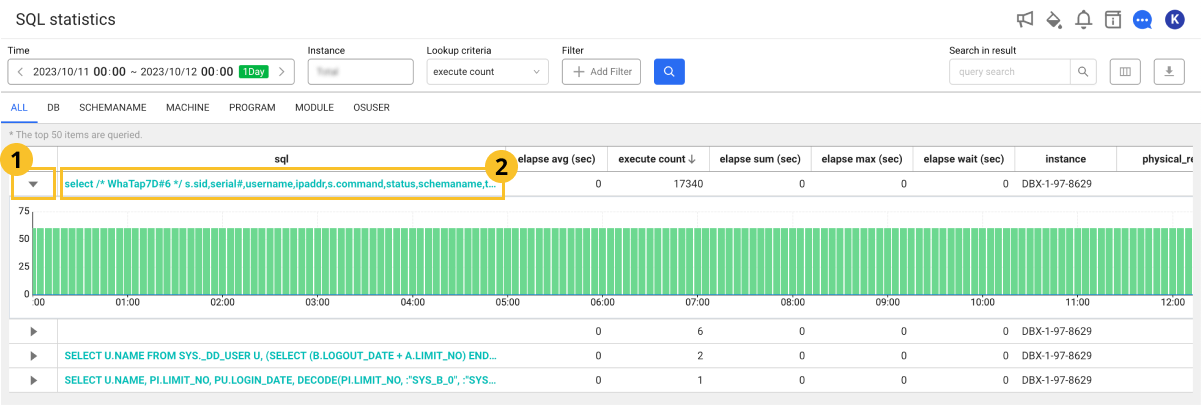 SQL statistics
K
Time
Instance
Lookup criteria
Filter
Search in result
2023/10/11 00:00 ~ 2023/10/12 00:00 1Day
Total
execute count
Add Filter
query search
ALL DB SCHEMANAME MACHINE PROGRAM MODULE OSUSER
* The top 50 items are queried.
1
2
sql elapse avg (sec) execute count elapse sum (sec) elapse max (sec) elapse wait (sec) instance physical_re
select /* WhaTap7D#6 */ s.sid,serial#,username,ipaddr,s.command,status,schemaname,t... 0 17340 0 0 0 DBX-1-97-8629
75
50
25
0
:00 01:00 02:00 03:00 04:00 05:00 06:00 07:00 08:00 09:00 10:00 11:00 12:00
0 6 0 0 0 DBX-1-97-8629
SELECT U.NAME FROM SYS._DD_USER U, (SELECT (B.LOGOUT_DATE + A.LIMIT_NO) END... 0 2 0 0 0 DBX-1-97-8629
SELECT U.NAME, PI.LIMIT_NO, PU.LOGIN_DATE, DECODE(PI.LIMIT_NO, :"SYS_B_0", :"SYS... 0 1 0 0 0 DBX-1-97-8629